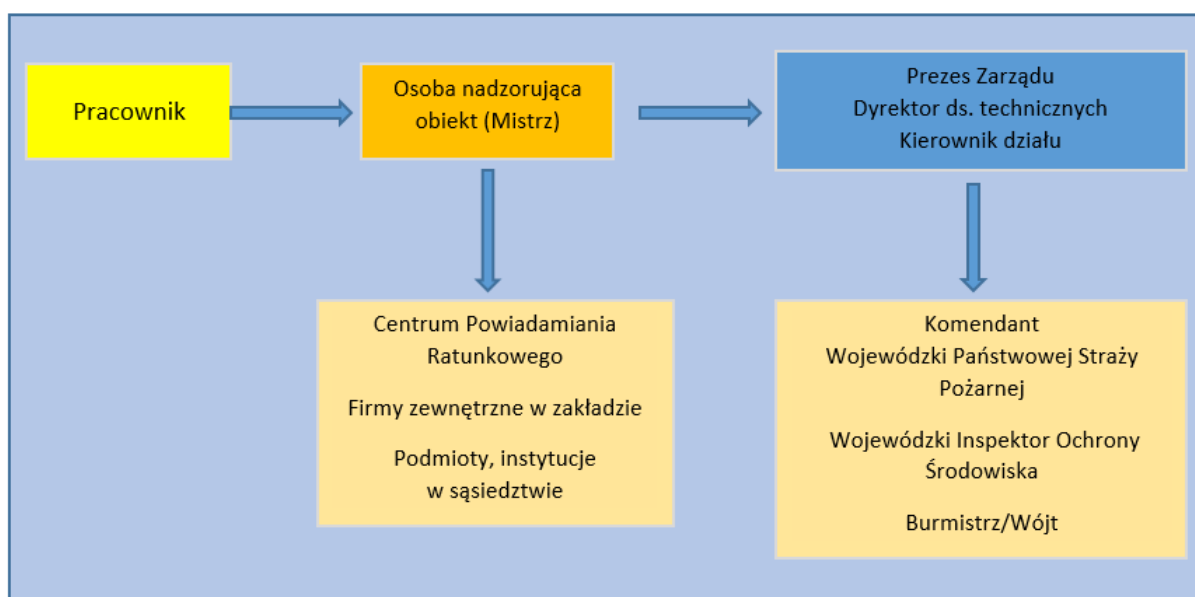 Pracownik
Osoba nadzorująca
obiekt (Mistrz)
Prezes Zarządu
Dyrektor ds. technicznych
Kierownik działu
Centrum Powiadamiania
Ratunkowego
Firmy zewnętrzne w zakładzie
Podmioty, instytucje
w sąsiedztwie
Komendant
Wojewódzki Państwowej Straży
Pożarnej
Wojewódzki Inspektor Ochrony
Środowiska
Burmistrz/Wójt